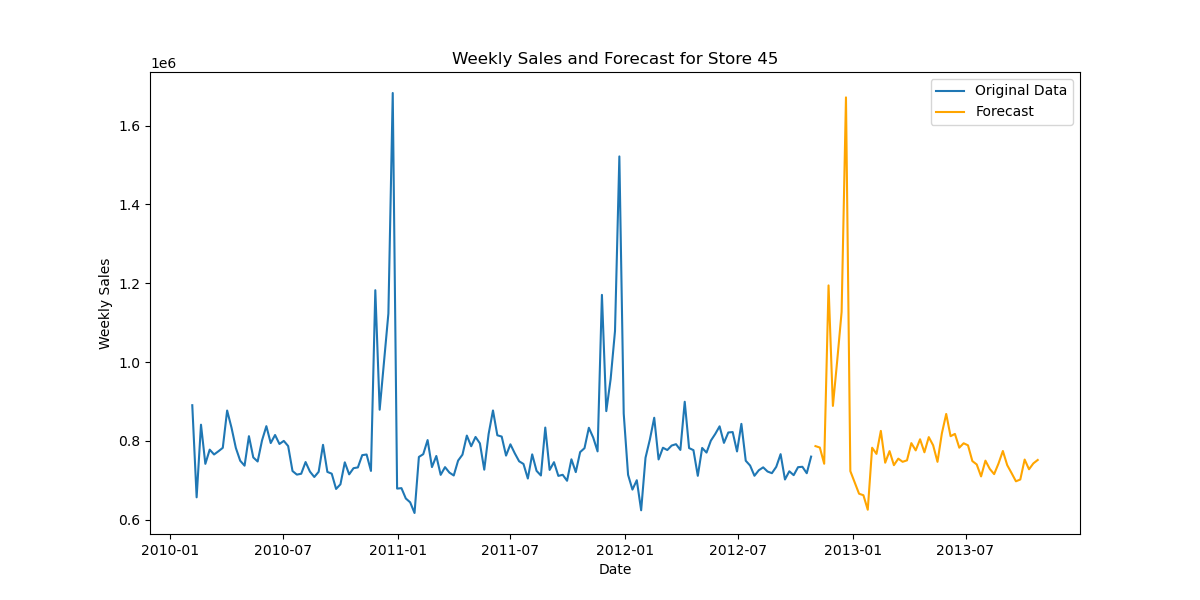 Weekly Sales and Forecast for Store 45
1e6
Original Data
Forecast
1.6
1.4
1.2
1.0
0.8
0.6
Weekly Sales
2010-01 2010-07 2011-01 2011-07 2012-01 2012-07 2013-01 2013-07
Date